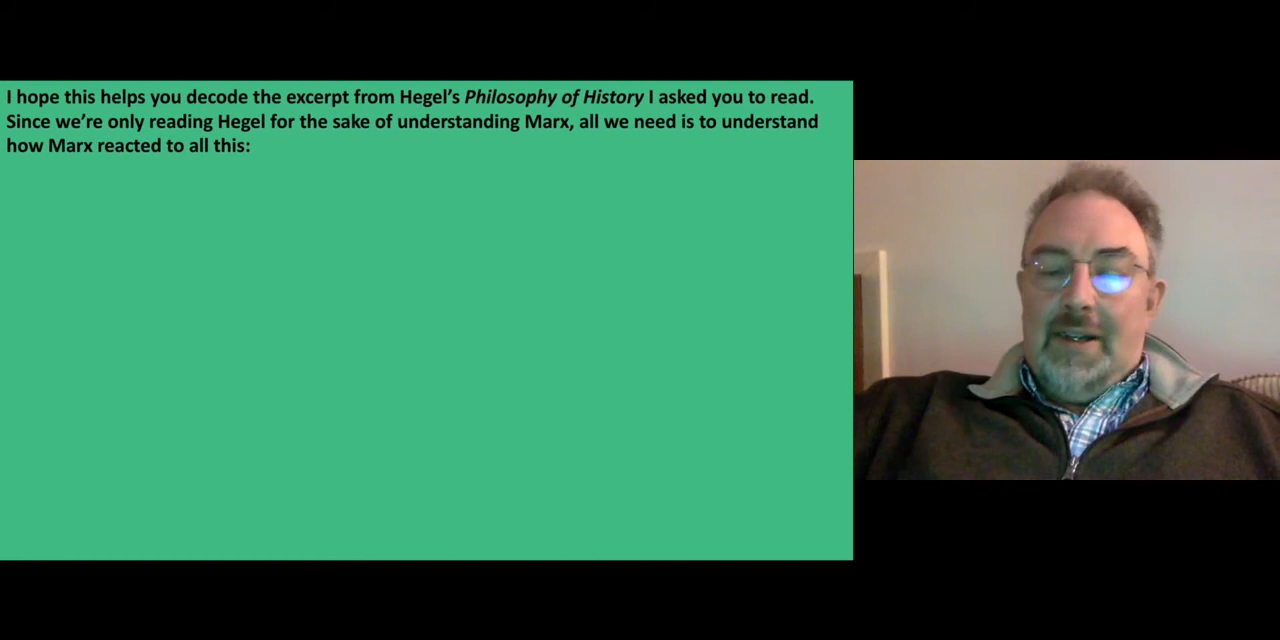 I hope this helps you decode the excerpt from Hegel’s Philosophy of History I asked you to read.
Since we’re only reading Hegel for the sake of understanding Marx, all we need is to understand
how Marx reacted to all this: